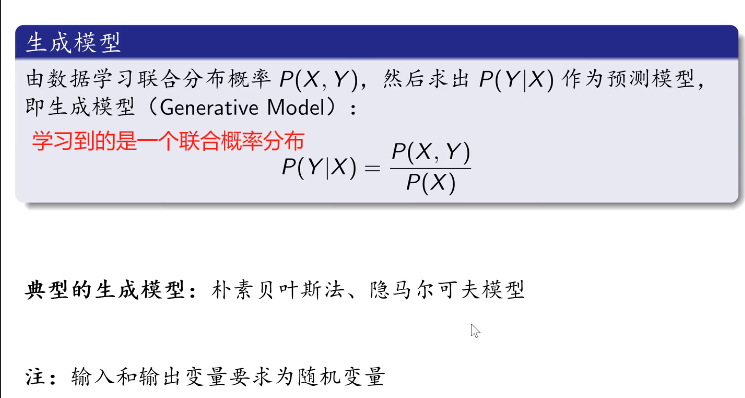 生成模型
由数据学习联合分布概率 P(X, Y)，然后求出 P(Y|X) 作为预测模型，
即生成模型（Generative Model）：
学习到的是一个联合概率分布
P(Y|X) = P(X, Y) / P(X)
典型的生成模型：朴素贝叶斯法、隐马尔可夫模型
注：输入和输出变量要求为随机变量